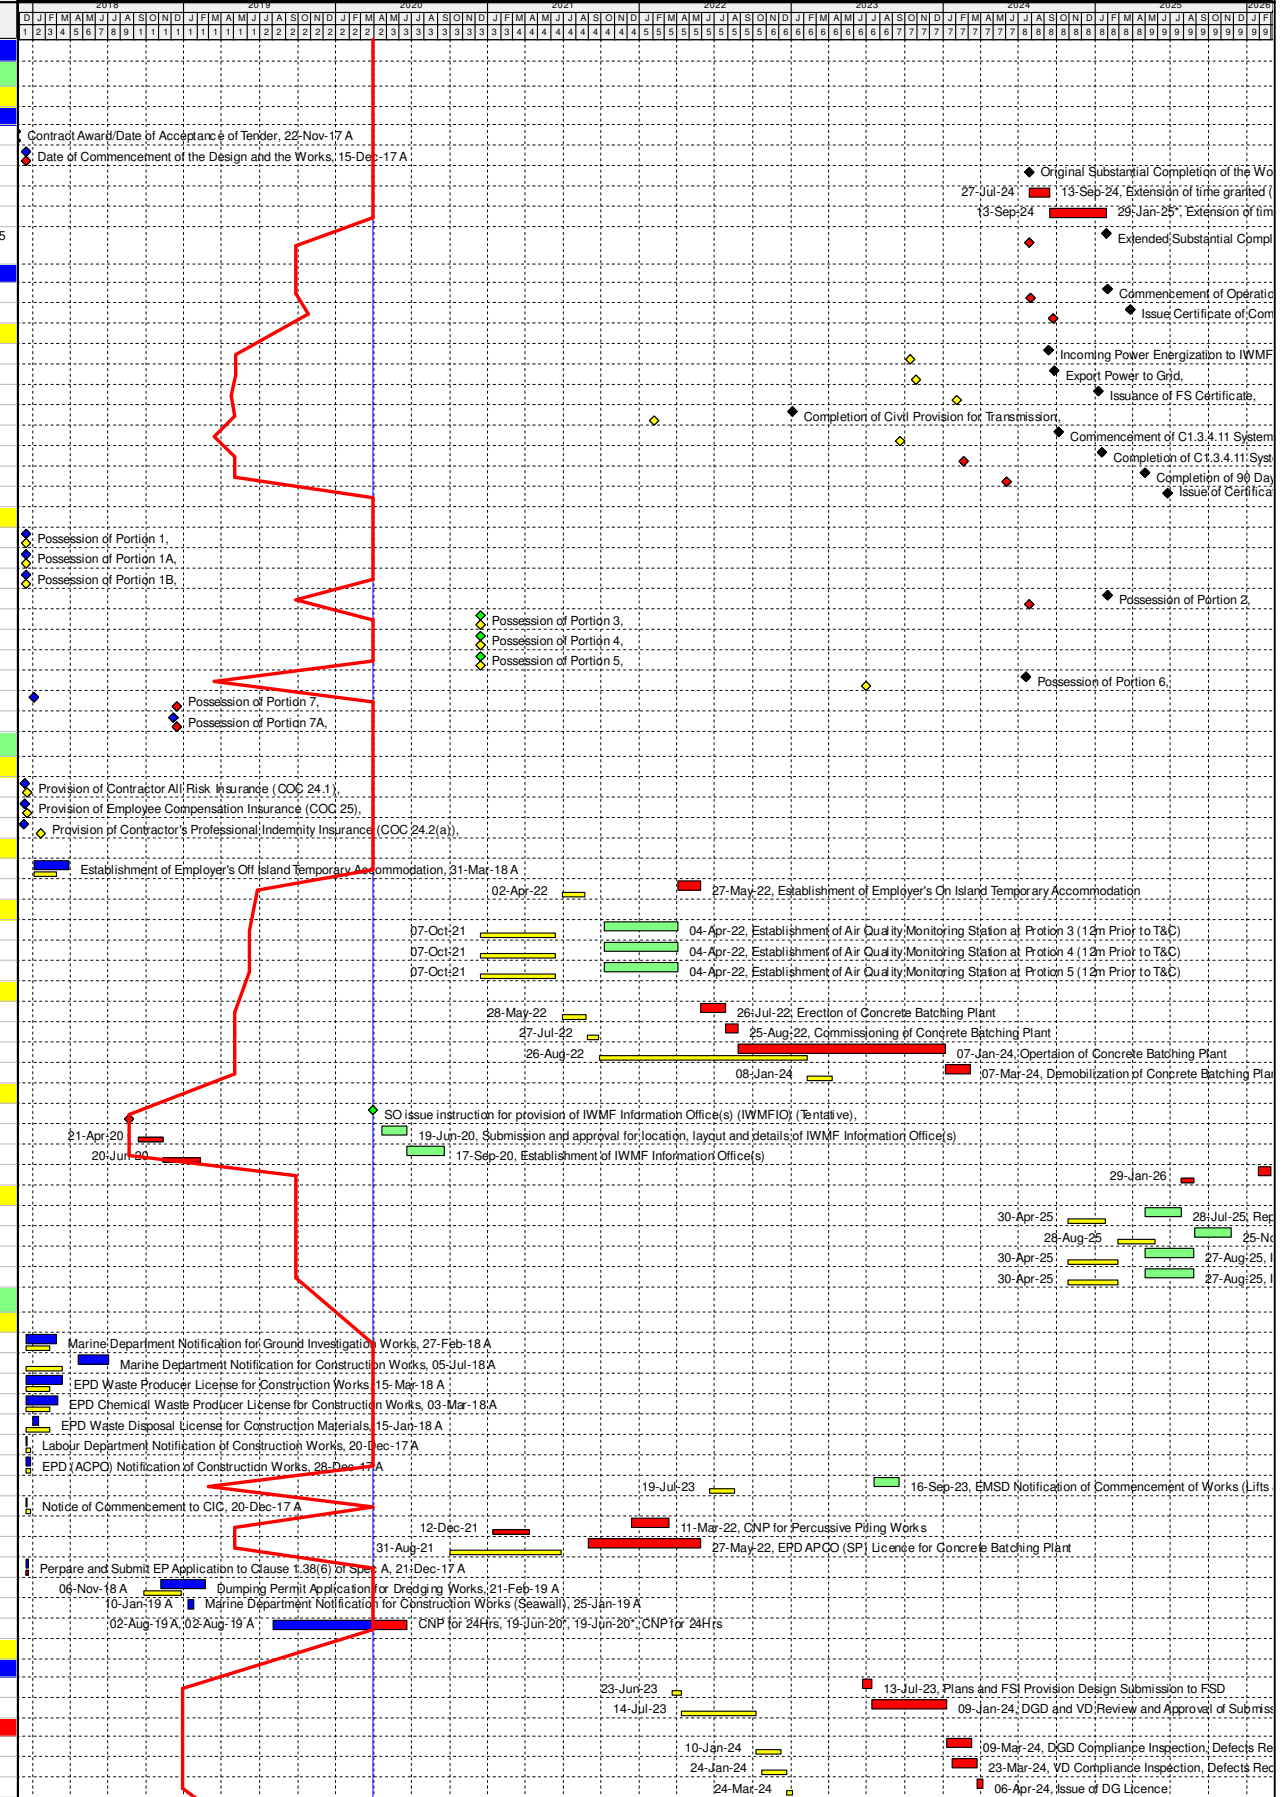 2018 2019 2020 2021 2022 2023 2024 2025 2026
Contract Award/Date of Acceptance of Tender, 22-Nov-17 A
Date of Commencement of the Design and the Works, 15-Dec-17 A
Original Substantial Completion of the Wo
27-Jul-24 13-Sep-24, Extension of time granted (
13-Sep-24 29-Jan-25*, Extension of tim
5
Extended Substantial Compl
Commencement of Operatio
Issue Certificate of Com
Incoming Power Energization to IWMF
Export Power to Grid,
Issuance of FS Certificate,
Completion of Civil Provision for Transmission,
Commencement of C1.3.4.11 System
Completion of C1.3.4.11 Syst
Completion of 90 Day
Issue of Certifica
Possession of Portion 1,
Possession of Portion 1A,
Possession of Portion 1B,
Possession of Portion 2,
Possession of Portion 3,
Possession of Portion 4,
Possession of Portion 5,
Possession of Portion 6,
Possession of Portion 7,
Possession of Portion 7A,
Provision of Contractor All Risk Insurance (COC 24.1),
Provision of Employee Compensation Insurance (COC 25),
Provision of Contractor's Professional Indemnity Insurance (COC 24.2(a)),
Establishment of Employer's Off Island Temporary Accommodation, 31-Mar-18 A
02-Apr-22 27-May-22, Establishment of Employer's On Island Temporary Accommodation
07-Oct-21 04-Apr-22, Establishment of Air Quality Monitoring Station at Protion 3 (12m Prior to T&C)
07-Oct-21 04-Apr-22, Establishment of Air Quality Monitoring Station at Protion 4 (12m Prior to T&C)
07-Oct-21 04-Apr-22, Establishment of Air Quality Monitoring Station at Protion 5 (12m Prior to T&C)
28-May-22 26-Jul-22, Erection of Concrete Batching Plant
27-Jul-22 25-Aug-22, Commissioning of Concrete Batching Plant
26-Aug-22 07-Jan-24, Opertaion of Concrete Batching Plant
08-Jan-24 07-Mar-24, Demobilization of Concrete Batching Plan
SO issue instruction for provision of IWMF Information Office(s) (IWMFIO) (Tentative),
21-Apr-20 19-Jun-20, Submission and approval for location, layout and details of IWMF Information Office(s)
20-Jun-20 17-Sep-20, Establishment of IWMF Information Office(s)
29-Jan-26
30-Apr-25 28-Jul-25, Rep
28-Aug-25 25-No
30-Apr-25 27-Aug-25, I
30-Apr-25 27-Aug-25, I
Marine Department Notification for Ground Investigation Works, 27-Feb-18 A
Marine Department Notification for Construction Works, 05-Jul-18 A
EPD Waste Producer License for Construction Works, 15-Mar-18 A
EPD Chemical Waste Producer License for Construction Works, 03-Mar-18 A
EPD Waste Disposal License for Construction Materials, 15-Jan-18 A
Labour Department Notification of Construction Works, 20-Dec-17 A
EPD (ACPO) Notification of Construction Works, 28-Dec-17 A
19-Jul-23 16-Sep-23, EMSD Notification of Commencement of Works (Lifts
Notice of Commencement to CIC, 20-Dec-17 A
12-Dec-21 11-Mar-22, CNP for Percussive Piling Works
31-Aug-21 27-May-22, EPD APCO (SP) Licence for Concrete Batching Plant
Perpare and Submit EP Application to Clause 1.38(6) of Spec A, 21-Dec-17 A
06-Nov-18 A Dumping Permit Application for Dredging Works, 21-Feb-19 A
10-Jan-19 A Marine Department Notification for Construction Works (Seawall), 25-Jan-19 A
02-Aug-19 A, 02-Aug-19 A CNP for 24Hrs, 19-Jun-20*, 19-Jun-20*, CNP for 24Hrs
23-Jun-23 13-Jul-23, Plans and FSI Provision Design Submission to FSD
14-Jul-23 09-Jan-24, DGD and VD Review and Approval of Submiss
10-Jan-24 09-Mar-24, DGD Compliance Inspection, Defects Re
24-Jan-24 23-Mar-24, VD Compliance Inspection, Defects Rec
24-Mar-24 06-Apr-24, Issue of DG Licence